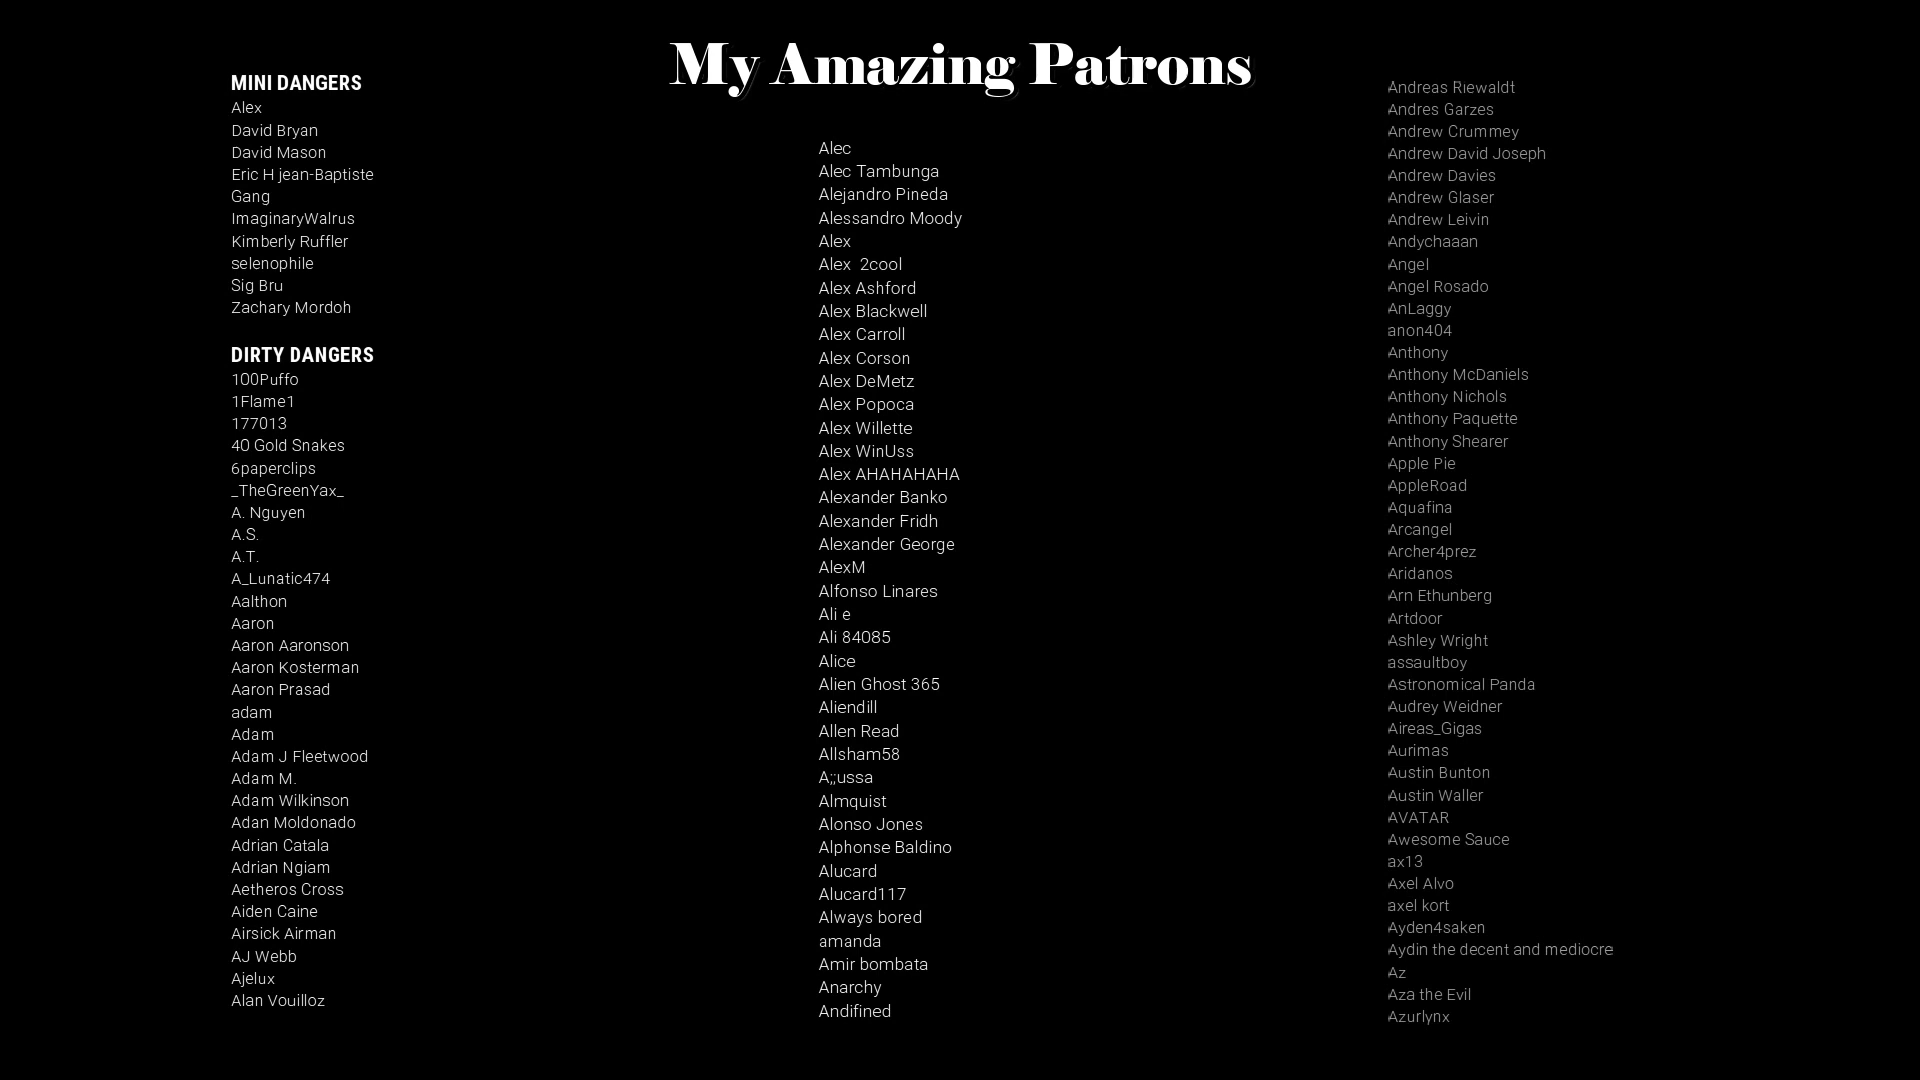 My Amazing Patrons
MINI DANGERS
Alex
David Bryan
David Mason
Eric H jean-Baptiste
Gang
ImaginaryWalrus
Kimberly Ruffler
selenophile
Sig Bru
Zachary Mordoh
DIRTY DANGERS
100Puffo
1Flame1
177013
40 Gold Snakes
6paperclips
_TheGreenYax_
A. Nguyen
A.S.
A.T.
A_Lunatic474
Aalthon
Aaron
Aaron Aaronson
Aaron Kosterman
Aaron Prasad
adam
Adam
Adam J Fleetwood
Adam M.
Adam Wilkinson
Adan Moldonado
Adrian Catala
Adrian Ngiam
Aetheros Cross
Aiden Caine
Airsick Airman
AJ Webb
Ajelux
Alan Vouilloz
Alec
Alec Tambunga
Alejandro Pineda
Alessandro Moody
Alex
Alex  2cool
Alex Ashford
Alex Blackwell
Alex Carroll
Alex Corson
Alex DeMetz
Alex Popoca
Alex Willette
Alex WinUss
Alex AHAHAHAHA
Alexander Banko
Alexander Fridh
Alexander George
AlexM
Alfonso Linares
Ali e
Ali 84085
Alice
Alien Ghost 365
Aliendill
Allen Read
Allsham58
A;;ussa
Almquist
Alonso Jones
Alphonse Baldino
Alucard
Alucard117
Always bored
amanda
Amir bombata
Anarchy
Andifined
Andreas Riewaldt
Andres Garzes
Andrew Crummey
Andrew David Joseph
Andrew Davies
Andrew Glaser
Andrew Leivin
Andychaaan
Angel
Angel Rosado
AnLaggy
anon404
Anthony
Anthony McDaniels
Anthony Nichols
Anthony Paquette
Anthony Shearer
Apple Pie
AppleRoad
Aquafina
Arcangel
Archer4prez
Aridanos
Arn Ethunberg
Artdoor
Ashley Wright
assaultboy
Astronomical Panda
Audrey Weidner
Aireas_Gigas
Aurimas
Austin Bunton
Austin Waller
AVATAR
Awesome Sauce
ax13
Axel Alvo
axel kort
Ayden4saken
Aydin the decent and mediocre
Az
Aza the Evil
Azurlynx